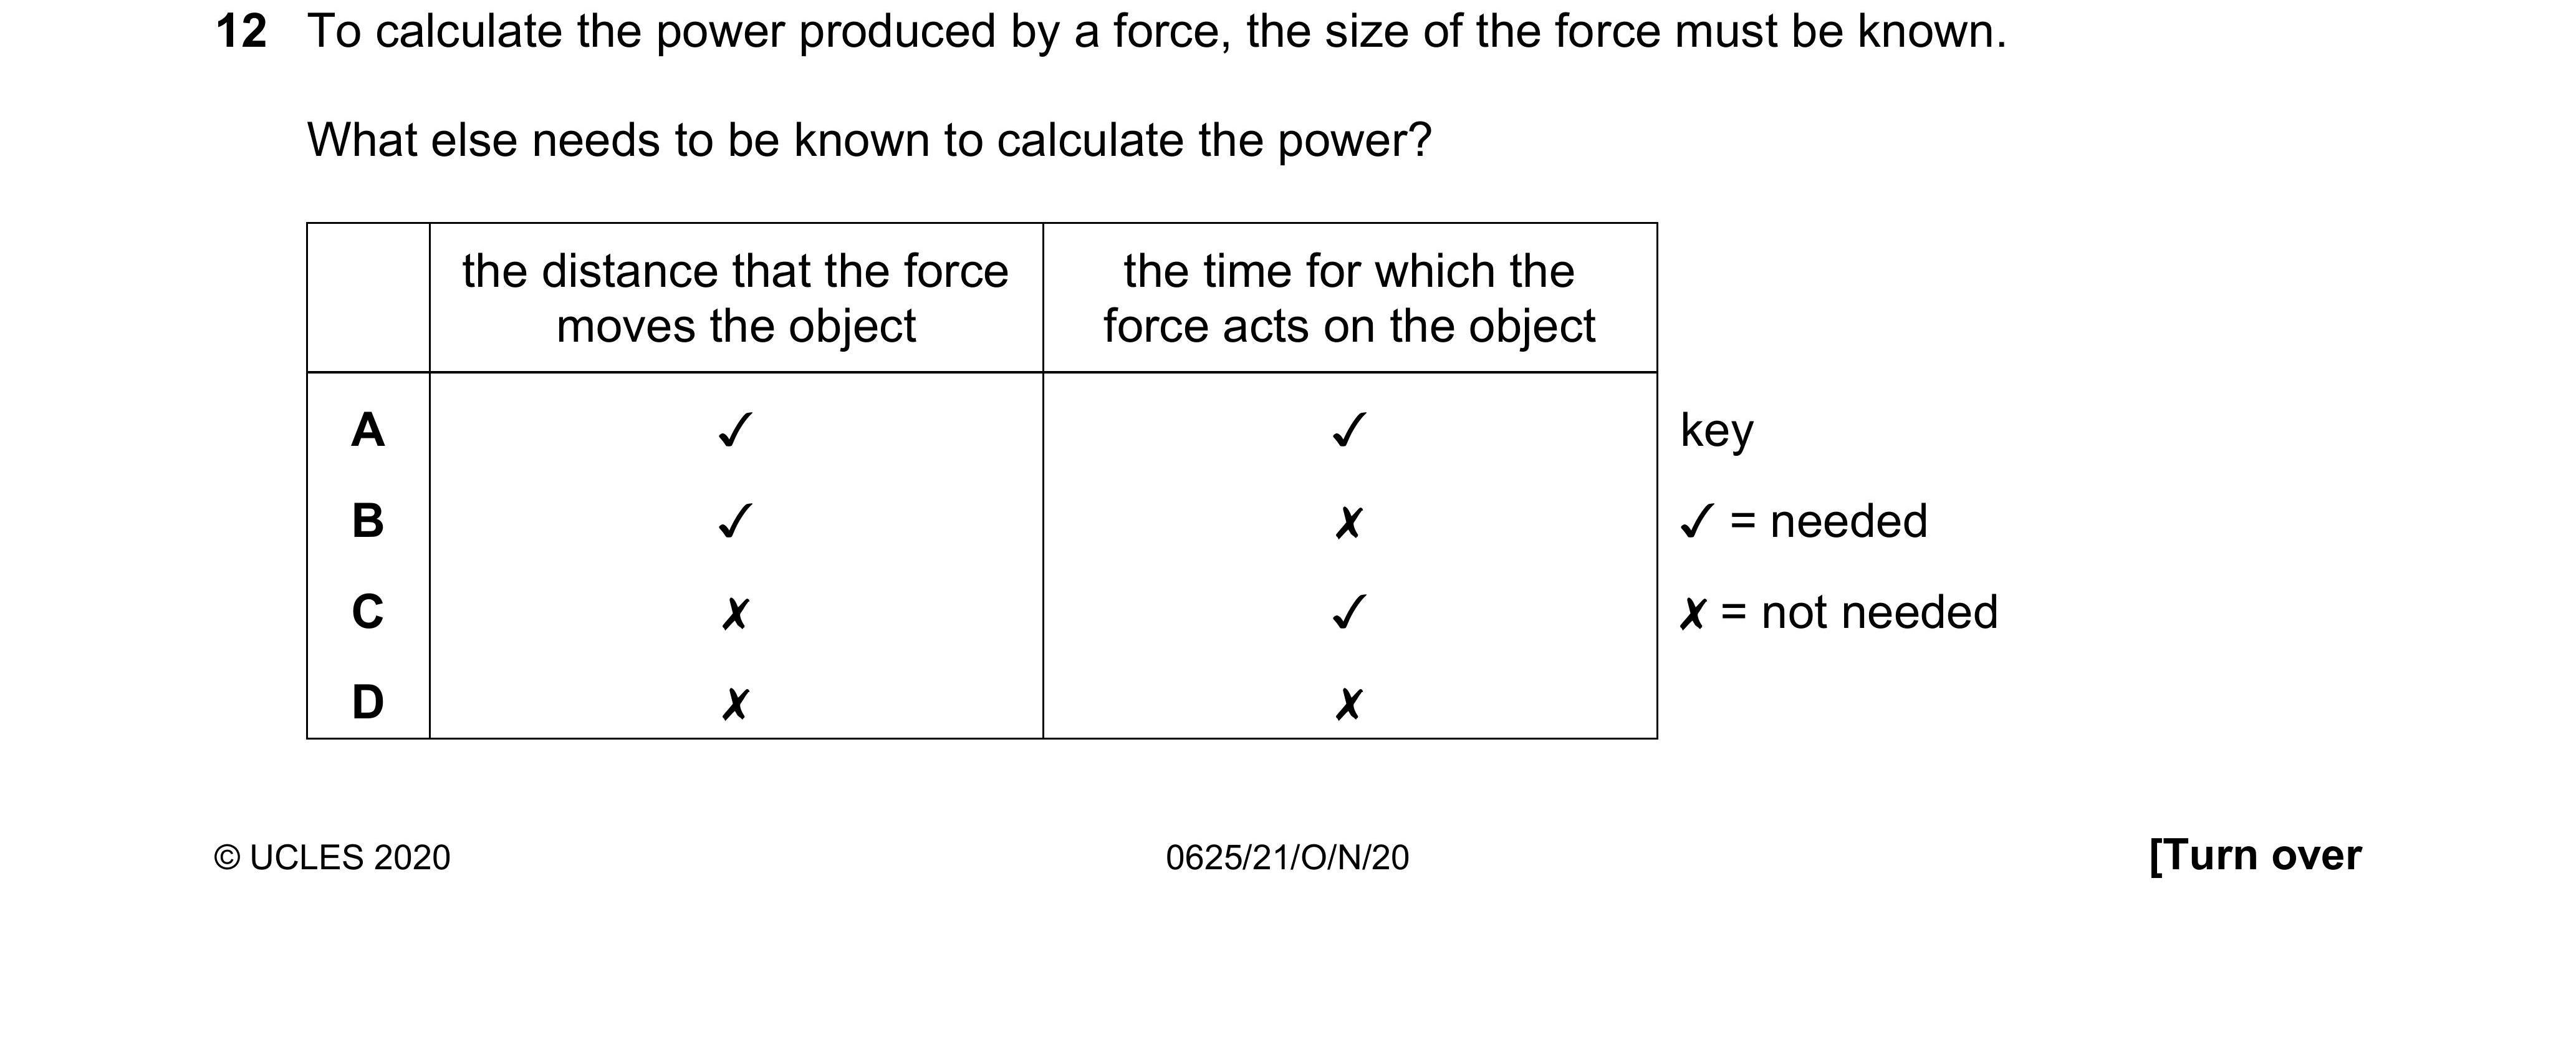 12 To calculate the power produced by a force, the size of the force must be known.
What else needs to be known to calculate the power?
the distance that the force moves the object
the time for which the force acts on the object
A ✓ ✓ key
B ✓ ✗ ✓ = needed
C ✗ ✓ ✗ = not needed
D ✗ ✗
© UCLES 2020 0625/21/O/N/20 [Turn over